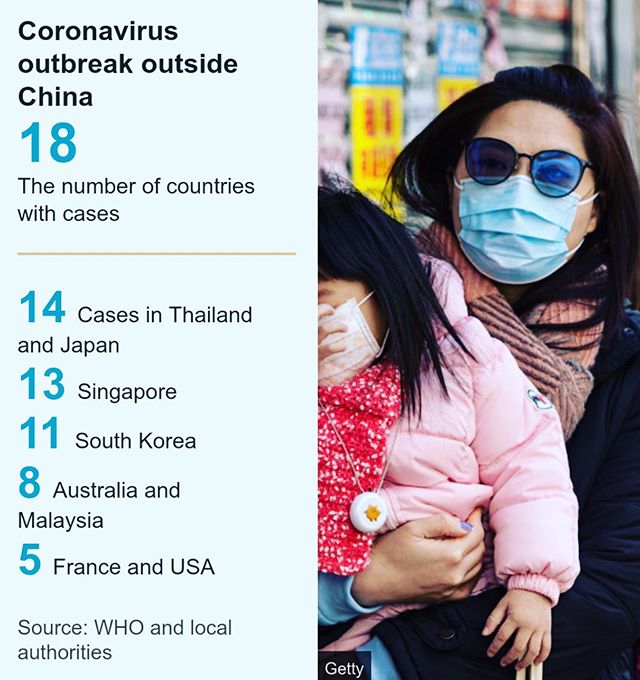 Coronavirus
outbreak outside
China
18
The number of countries
with cases
14 Cases in Thailand
and Japan
13 Singapore
11 South Korea
8 Australia and
Malaysia
5 France and USA
Source: WHO and local
authorities
Getty